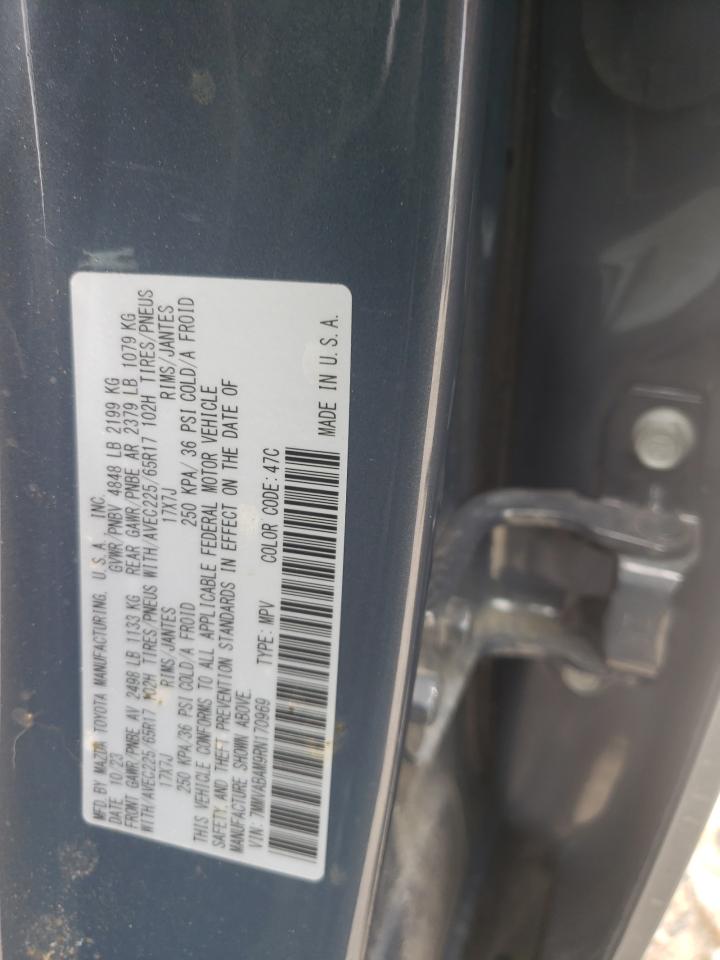 MFD. BY MAZDA TOYOTA MANUFACTURING, U.S.A., INC.
DATE 10/23 GVWR/PNBV 4848 LB 2199 KG
FRONT GAWR/PNBE AV 2498 LB 1133 KG REAR GAWR/PNBE AR 2379 LB 1079 KG
WITH/AVEC225/65R17 102H TIRES/PNEUS WITH/AVEC225/65R17 102H TIRES/PNEUS
17X7J RIMS/JANTES 17X7J RIMS/JANTES
250 KPA/36 PSI COLD/A FROID 250 KPA/ 36 PSI COLD/A FROID
THIS VEHICLE CONFORMS TO ALL APPLICABLE FEDERAL MOTOR VEHICLE
SAFETY, AND THEFT PREVENTION STANDARDS IN EFFECT ON THE DATE OF
MANUFACTURE SHOWN ABOVE.
VIN: 7MMVABAM9RN170969 TYPE: MPV COLOR CODE: 47C
MADE IN U.S.A.